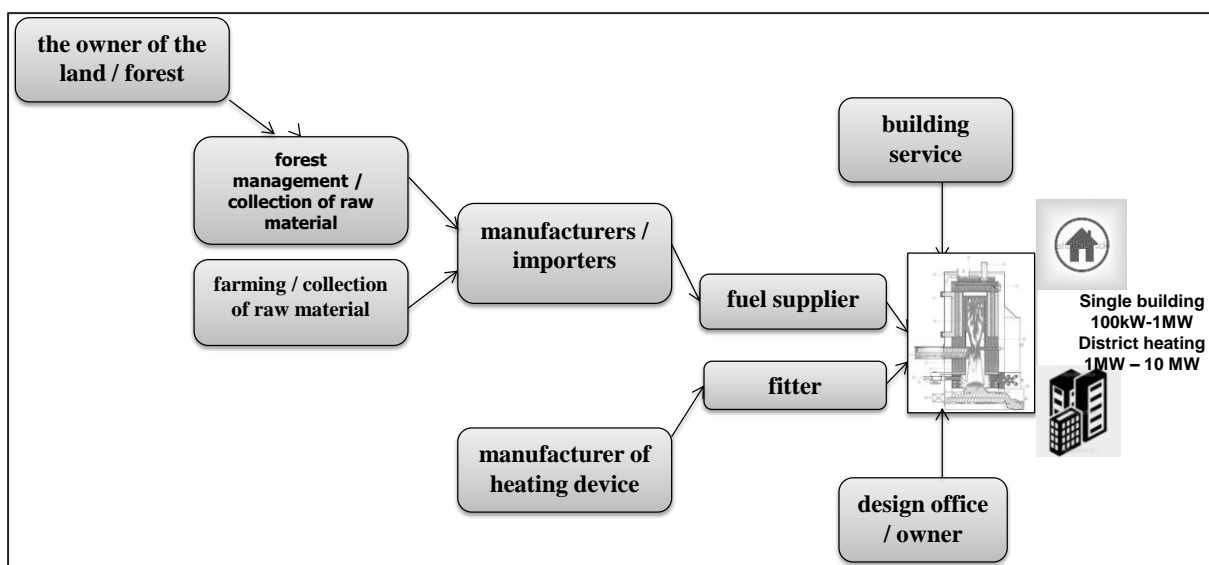 the owner of the
land / forest
forest
management /
collection of raw
material
farming / collection
of raw material
manufacturers /
importers
building
service
fuel supplier
fitter
manufacturer of
heating device
design office
/ owner
Single building
100kW-1MW
District heating
1MW – 10 MW